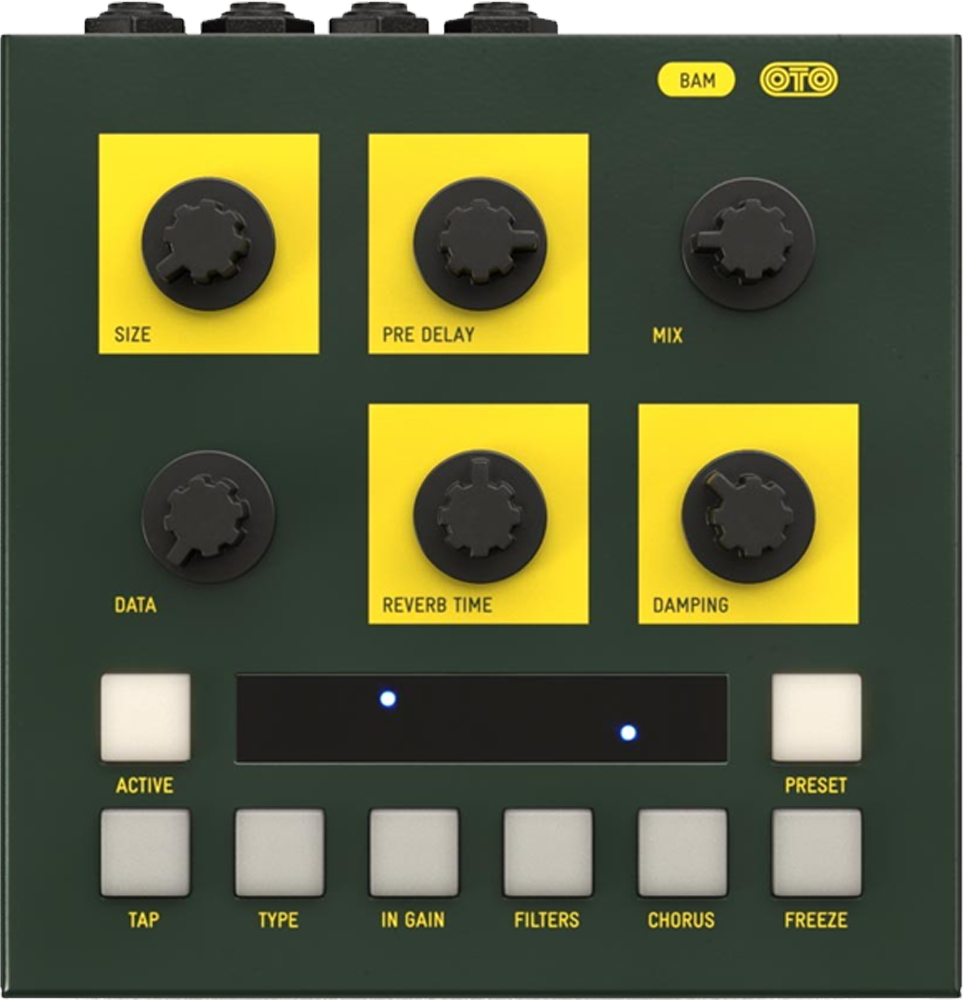 BAM OTO
SIZE PRE DELAY MIX
DATA REVERB TIME DAMPING
ACTIVE PRESET
TAP TYPE IN GAIN FILTERS CHORUS FREEZE